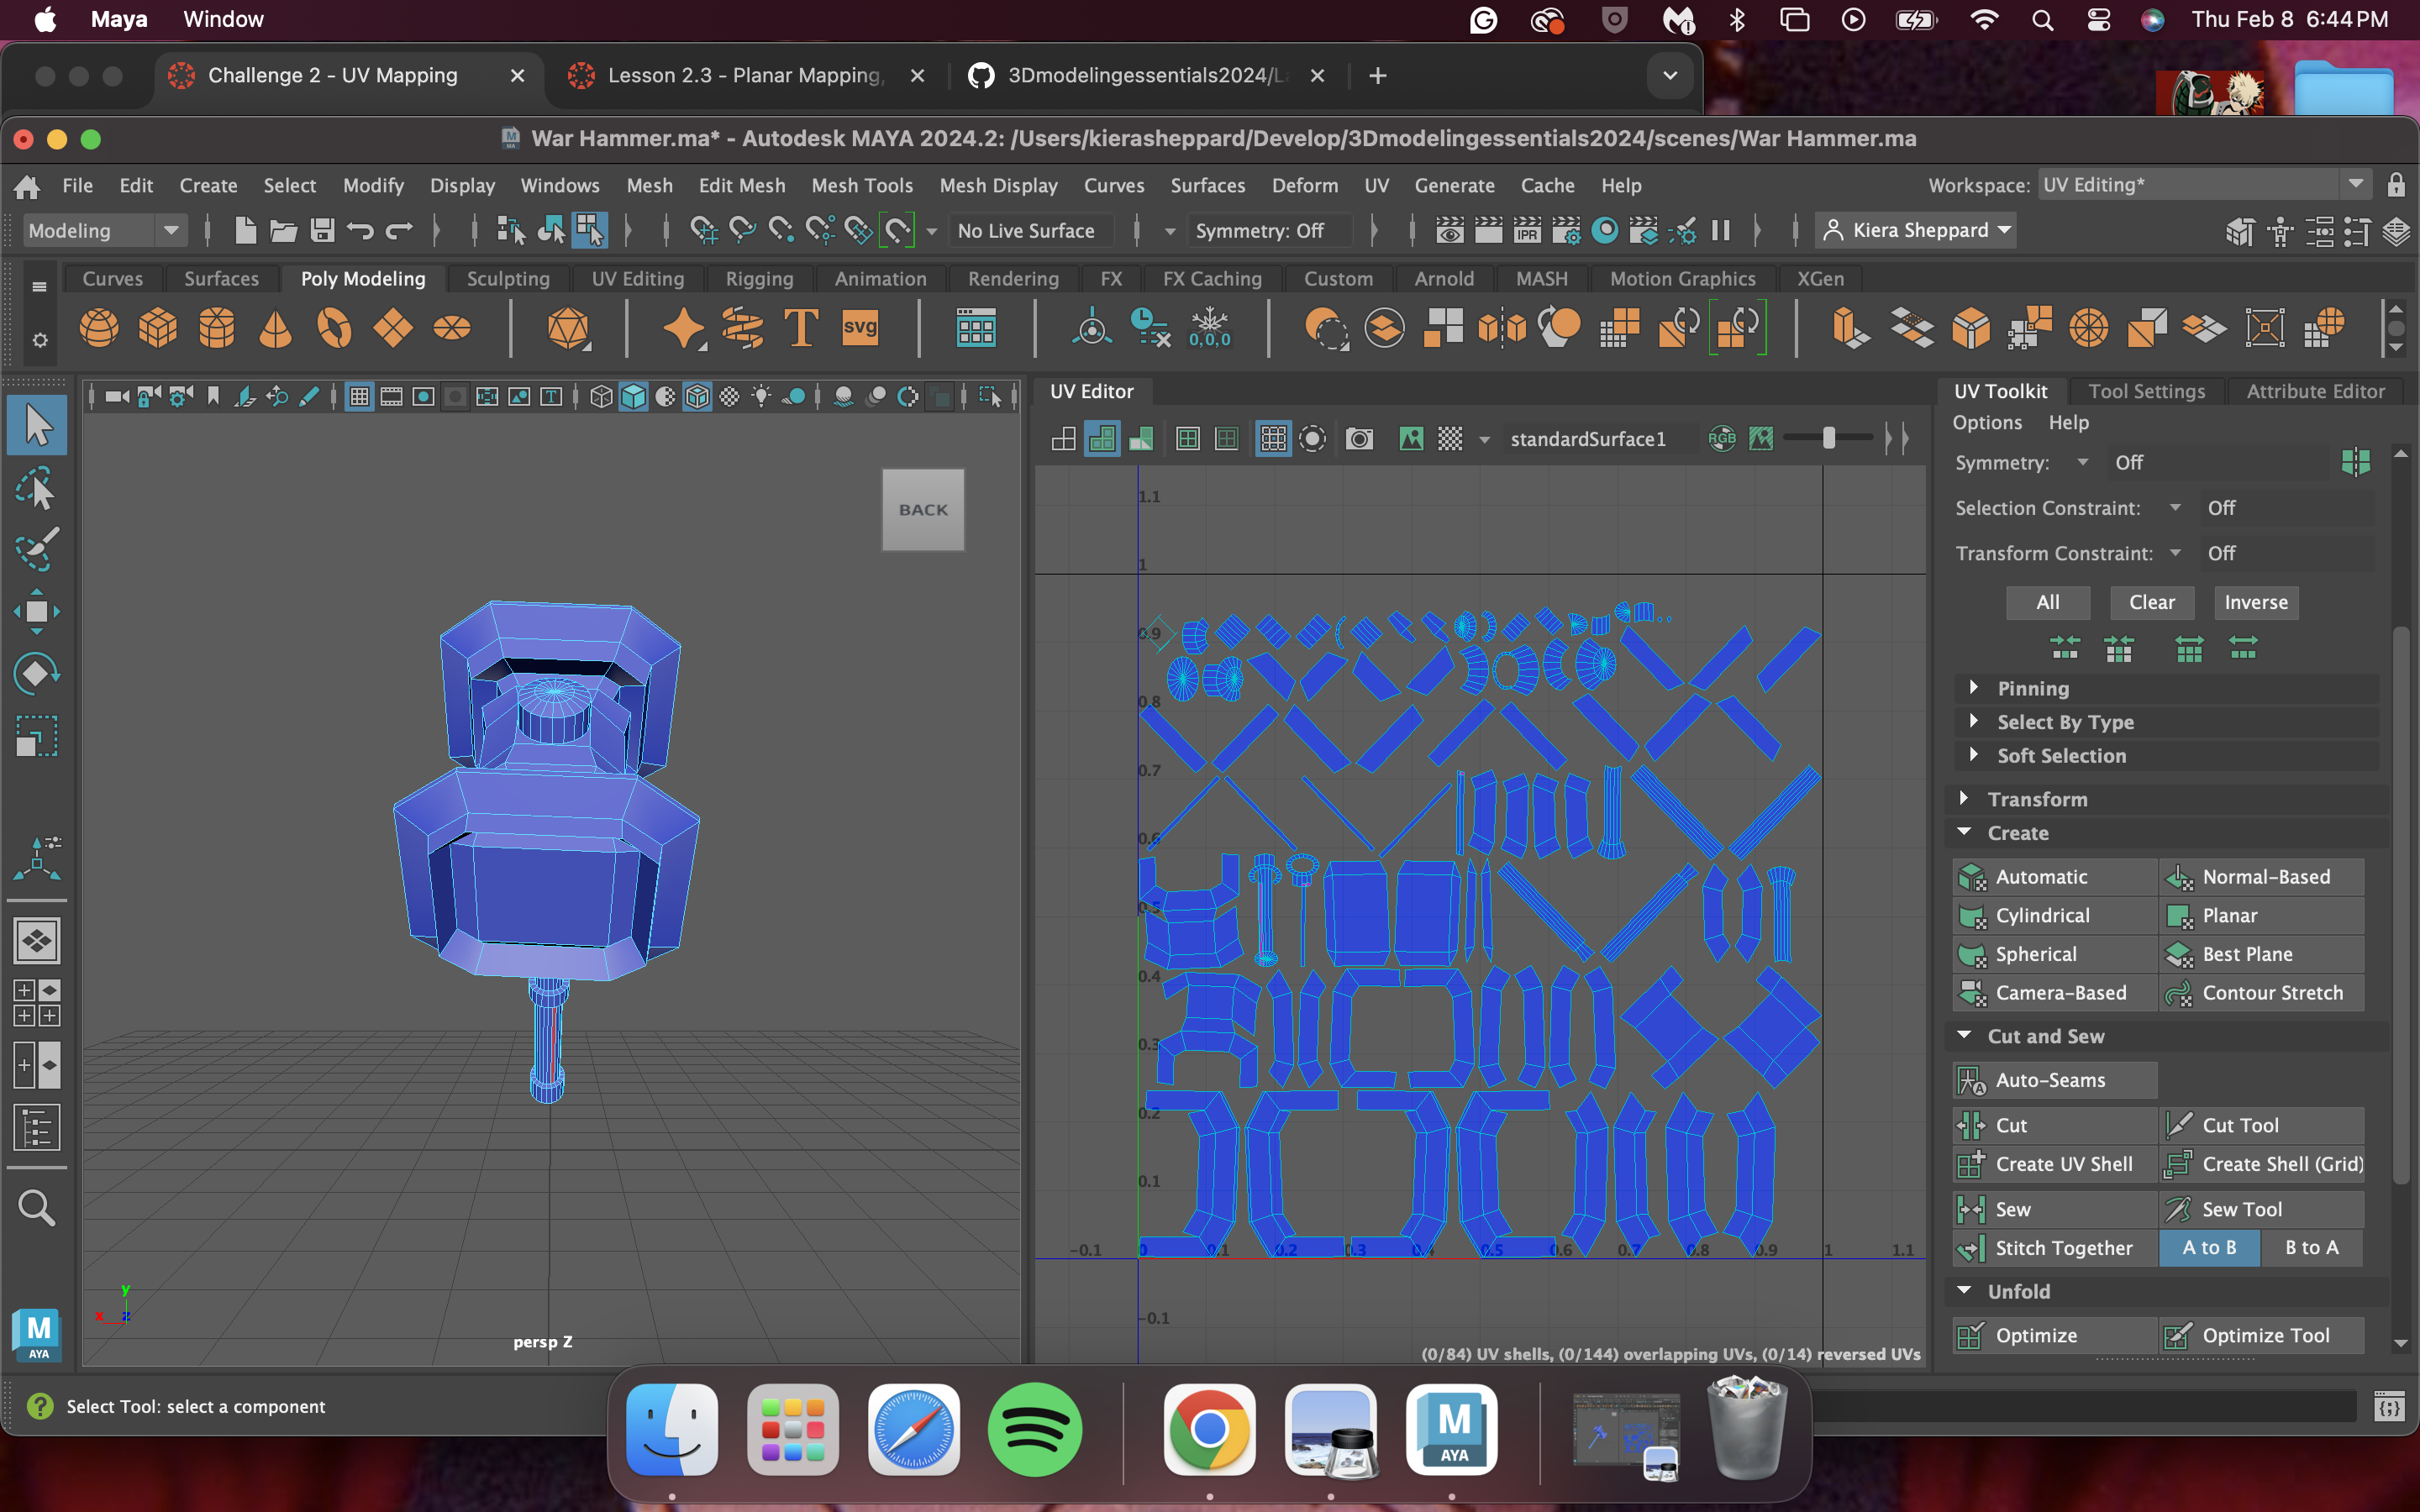 Maya Window Thu Feb 8 6:44 PM
Challenge 2 - UV Mapping Lesson 2.3 - Planar Mapping, 3Dmodelingessentials2024/L
War Hammer.ma* - Autodesk MAYA 2024.2: /Users/kierasheppard/Develop/3Dmodelingessentials2024/scenes/War Hammer.ma
File Edit Create Select Modify Display Windows Mesh Edit Mesh Mesh Tools Mesh Display Curves Surfaces Deform UV Generate Cache Help Workspace: UV Editing*
Modeling No Live Surface Symmetry: Off IPR Kiera Sheppard
Curves Surfaces Poly Modeling Sculpting UV Editing Rigging Animation Rendering FX FX Caching Custom Arnold MASH Motion Graphics XGen
T svg 0,0,0
UV Editor UV Toolkit Tool Settings Attribute Editor
Options Help
standardSurface1 RGB
Symmetry: Off
BACK
Selection Constraint: Off
Transform Constraint: Off
All Clear Inverse
Pinning
Select By Type
Soft Selection
Transform
Create
Automatic Normal-Based
Cylindrical Planar
Spherical Best Plane
Camera-Based Contour Stretch
Cut and Sew
Auto-Seams
Cut Cut Tool
Create UV Shell Create Shell (Grid)
Sew Sew Tool
Stitch Together A to B B to A
Unfold
Optimize Optimize Tool
1.1
1
0.9
0.8
0.7
0.6
0.5
0.4
0.3
0.2
0.1
-0.1 0 0.1 0.2 0.3 0.4 0.5 0.6 0.7 0.8 0.9 1 1.1
-0.1
y
x z
persp Z
(0/84) UV shells, (0/144) overlapping UVs, (0/14) reversed UVs
M
AYA
Select Tool: select a component
M
AYA